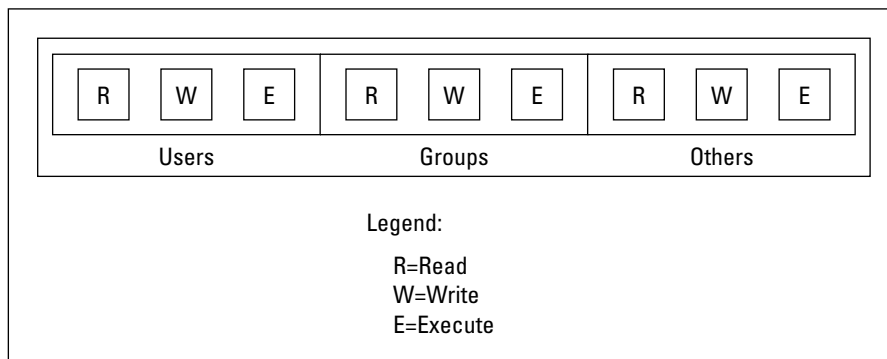 R W E R W E R W E
Users Groups Others
Legend:
R=Read
W=Write
E=Execute